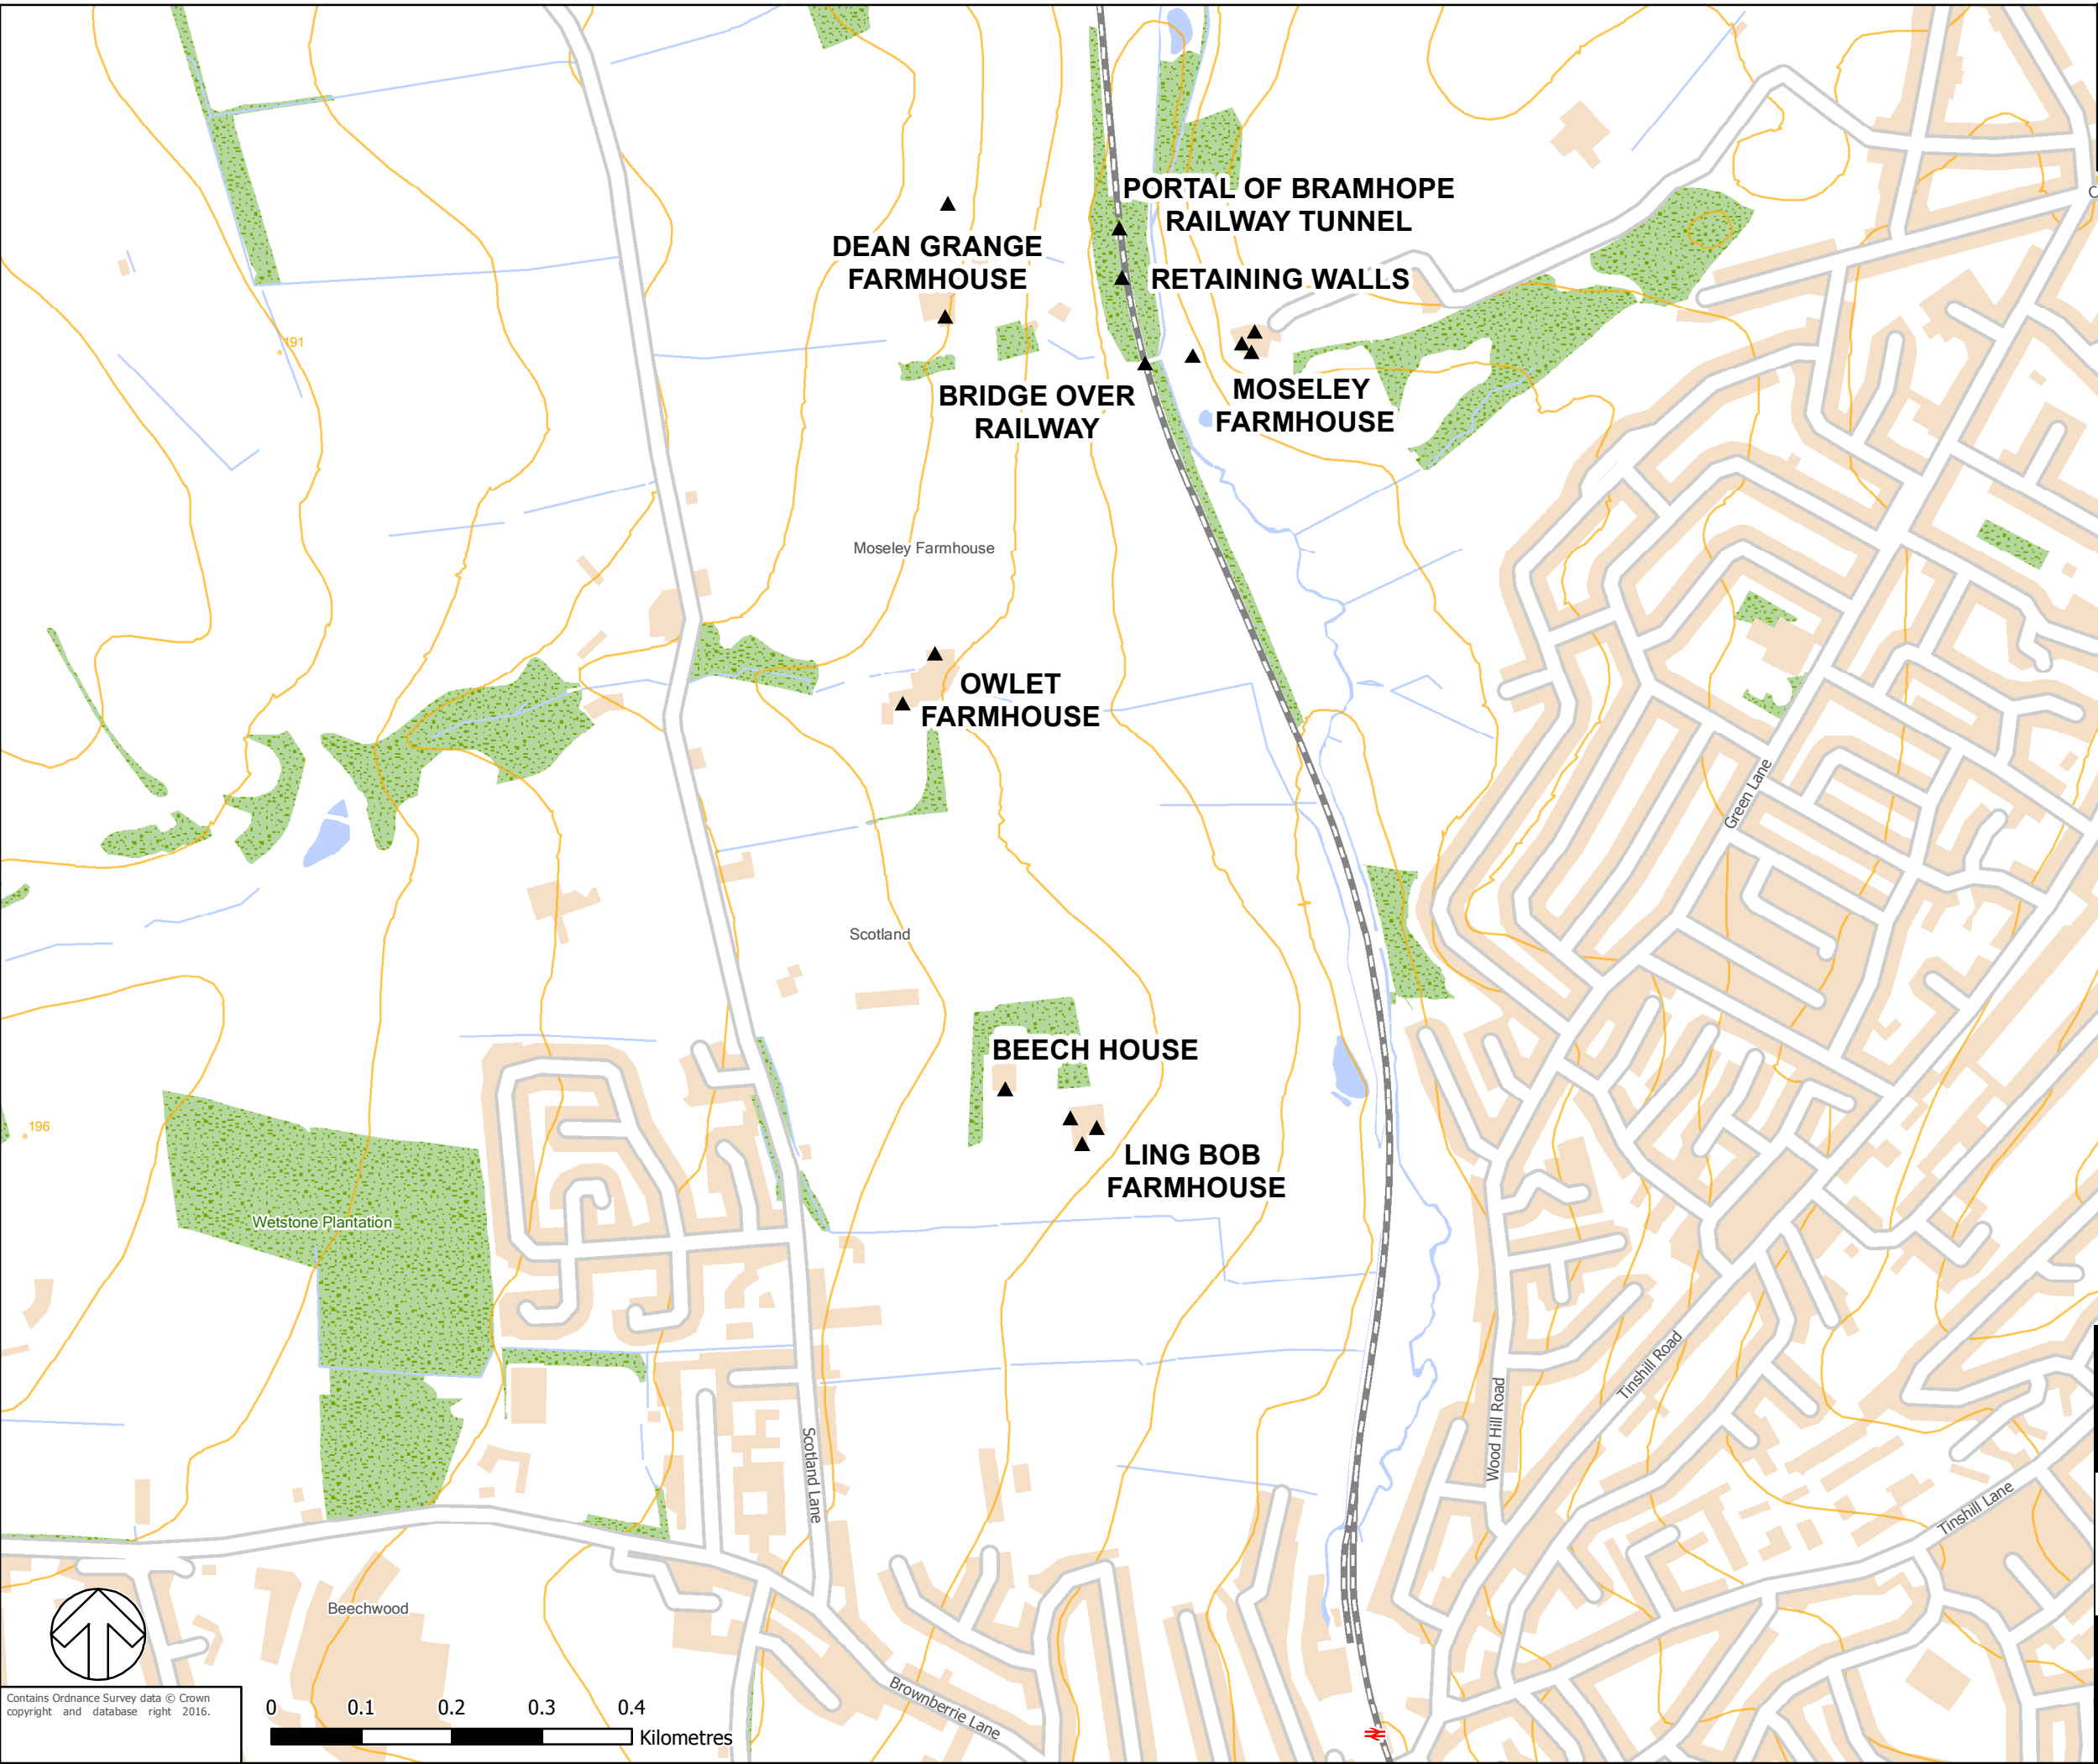 PORTAL OF BRAMHOPE
RAILWAY TUNNEL
DEAN GRANGE
FARMHOUSE
RETAINING WALLS
191
BRIDGE OVER
RAILWAY
MOSELEY
FARMHOUSE
Moseley Farmhouse
OWLET
FARMHOUSE
Green Lane
Scotland
BEECH HOUSE
196
LING BOB
FARMHOUSE
Wetstone Plantation
Tinshill Road
Wood Hill Road
Scotland Lane
Tinshill Lane
Beechwood
Brownberrie Lane
Contains Ordnance Survey data © Crown
copyright and database right 2016.
0 0.1 0.2 0.3 0.4
Kilometres